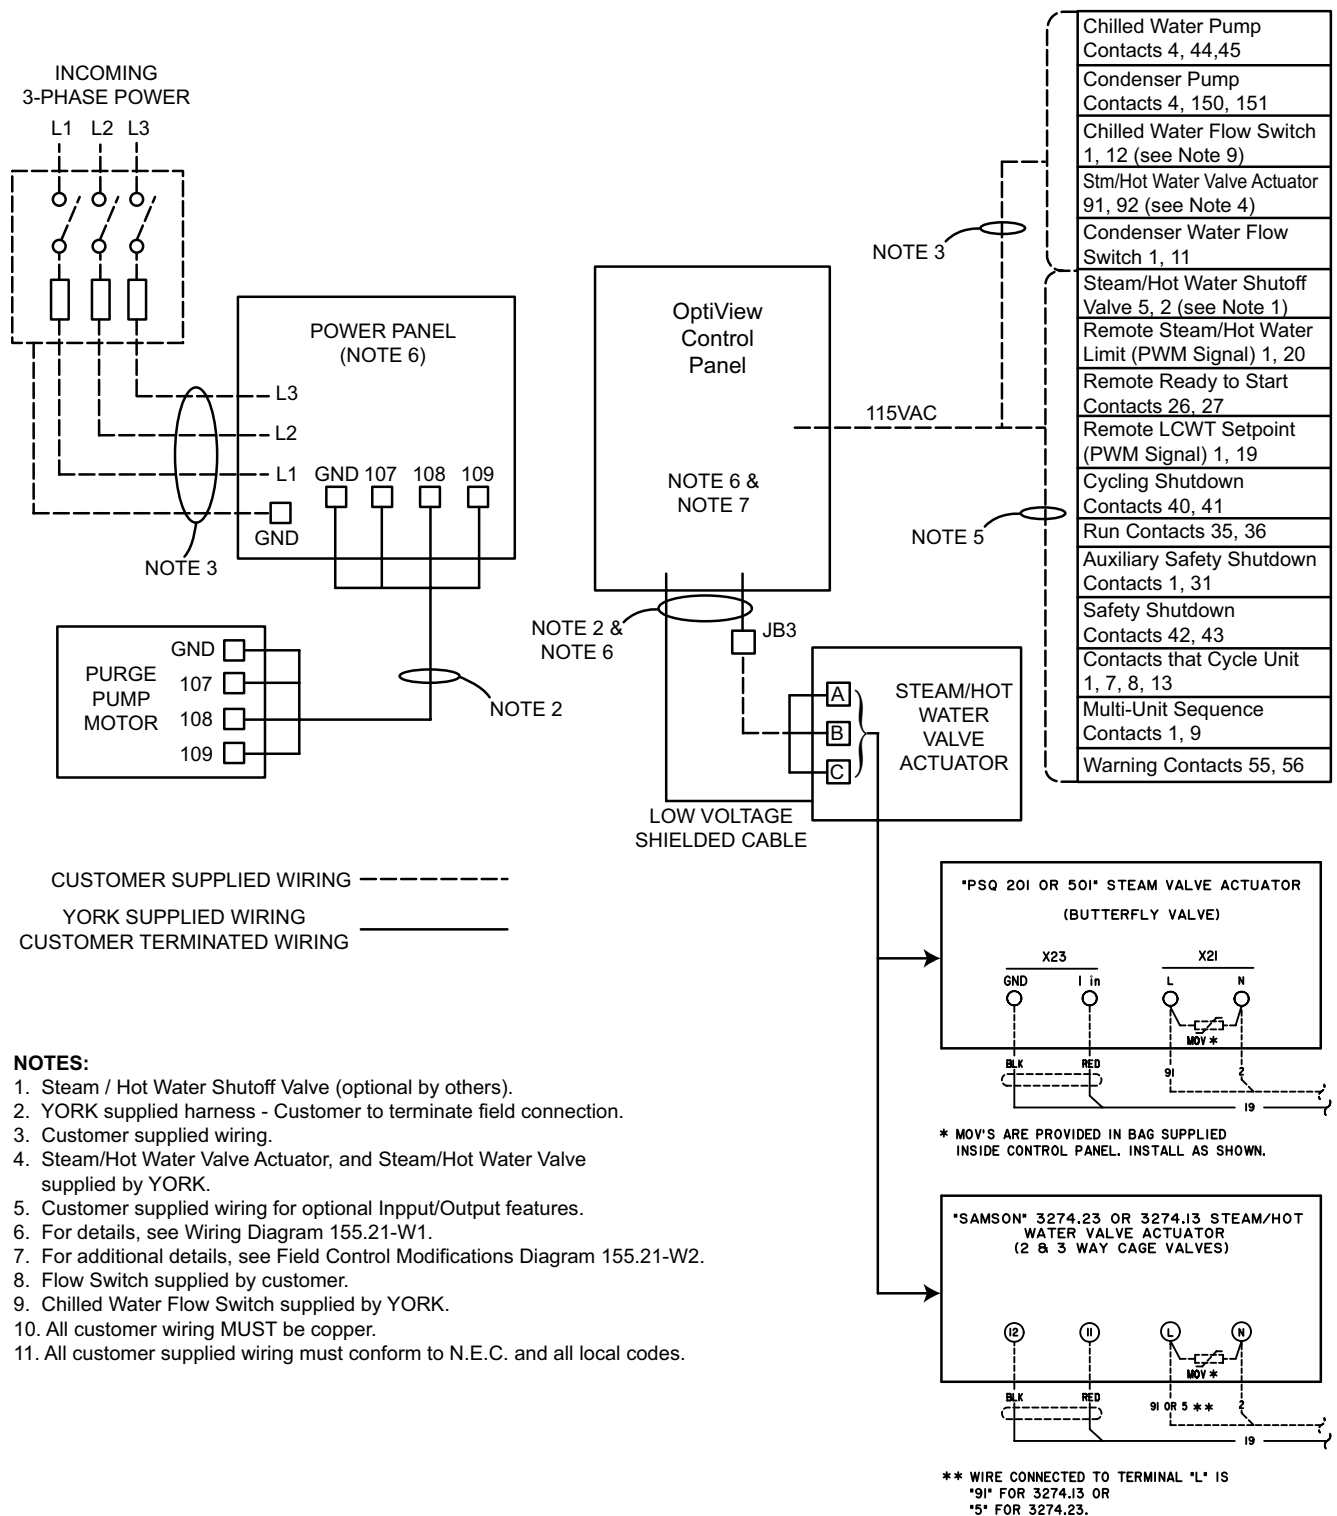 INCOMING
3-PHASE POWER
L1 L2 L3
POWER PANEL
(NOTE 6)
L3
L2
L1
GND 107 108 109
GND
NOTE 3
PURGE
PUMP
MOTOR
GND
107
108
109
NOTE 2
OptiView
Control
Panel
NOTE 6 &
NOTE 7
115VAC
NOTE 3
NOTE 5
NOTE 2 &
NOTE 6
JB3
A
B
C
STEAM/HOT
WATER
VALVE
ACTUATOR
LOW VOLTAGE
SHIELDED CABLE
Chilled Water Pump
Contacts 4, 44,45
Condenser Pump
Contacts 4, 150, 151
Chilled Water Flow Switch
1, 12 (see Note 9)
Stm/Hot Water Valve Actuator
91, 92 (see Note 4)
Condenser Water Flow
Switch 1, 11
Steam/Hot Water Shutoff
Valve 5, 2 (see Note 1)
Remote Steam/Hot Water
Limit (PWM Signal) 1, 20
Remote Ready to Start
Contacts 26, 27
Remote LCWT Setpoint
(PWM Signal) 1, 19
Cycling Shutdown
Contacts 40, 41
Run Contacts 35, 36
Auxiliary Safety Shutdown
Contacts 1, 31
Safety Shutdown
Contacts 42, 43
Contacts that Cycle Unit
1, 7, 8, 13
Multi-Unit Sequence
Contacts 1, 9
Warning Contacts 55, 56
CUSTOMER SUPPLIED WIRING
YORK SUPPLIED WIRING
CUSTOMER TERMINATED WIRING
NOTES:
1. Steam / Hot Water Shutoff Valve (optional by others).
2. YORK supplied harness - Customer to terminate field connection.
3. Customer supplied wiring.
4. Steam/Hot Water Valve Actuator, and Steam/Hot Water Valve
supplied by YORK.
5. Customer supplied wiring for optional Inpput/Output features.
6. For details, see Wiring Diagram 155.21-W1.
7. For additional details, see Field Control Modifications Diagram 155.21-W2.
8. Flow Switch supplied by customer.
9. Chilled Water Flow Switch supplied by YORK.
10. All customer wiring MUST be copper.
11. All customer supplied wiring must conform to N.E.C. and all local codes.
"PSQ 201 OR 501" STEAM VALVE ACTUATOR
(BUTTERFLY VALVE)
X23 X21
GND I in L N
MOV *
BLK RED 91 2
19
* MOV'S ARE PROVIDED IN BAG SUPPLIED
INSIDE CONTROL PANEL. INSTALL AS SHOWN.
"SAMSON" 3274.23 OR 3274.13 STEAM/HOT
WATER VALVE ACTUATOR
(2 & 3 WAY CAGE VALVES)
12 11 L N
MOV *
BLK RED 91 OR 5 ** 2
19
** WIRE CONNECTED TO TERMINAL "L" IS
"91" FOR 3274.13 OR
"5" FOR 3274.23.